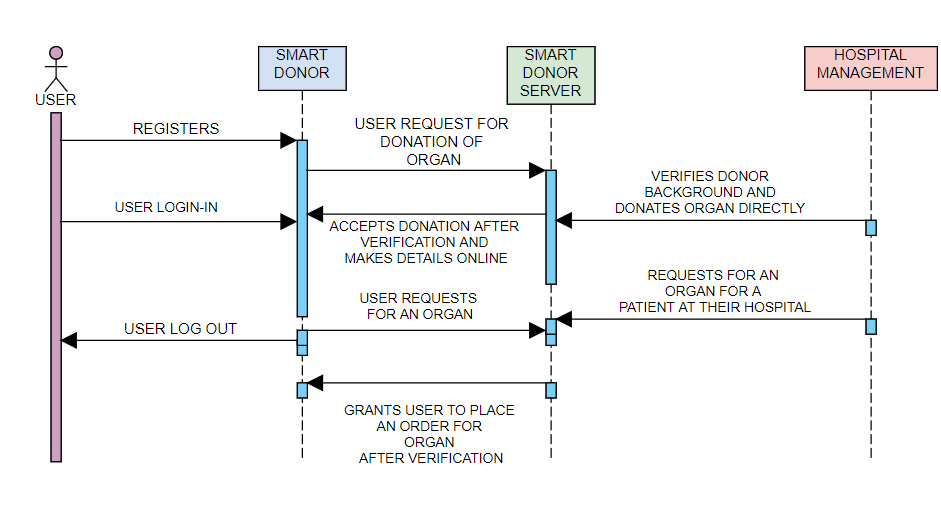 USER
SMART
DONOR
SMART
DONOR
SERVER
HOSPITAL
MANAGEMENT
REGISTERS
USER REQUEST FOR
DONATION OF
ORGAN
VERIFIES DONOR
BACKGROUND AND
DONATES ORGAN DIRECTLY
USER LOGIN-IN
ACCEPTS DONATION AFTER
VERIFICATION AND
MAKES DETAILS ONLINE
REQUESTS FOR AN
ORGAN FOR A
PATIENT AT THEIR HOSPITAL
USER REQUESTS
FOR AN ORGAN
USER LOG OUT
GRANTS USER TO PLACE
AN ORDER FOR
ORGAN
AFTER VERIFICATION